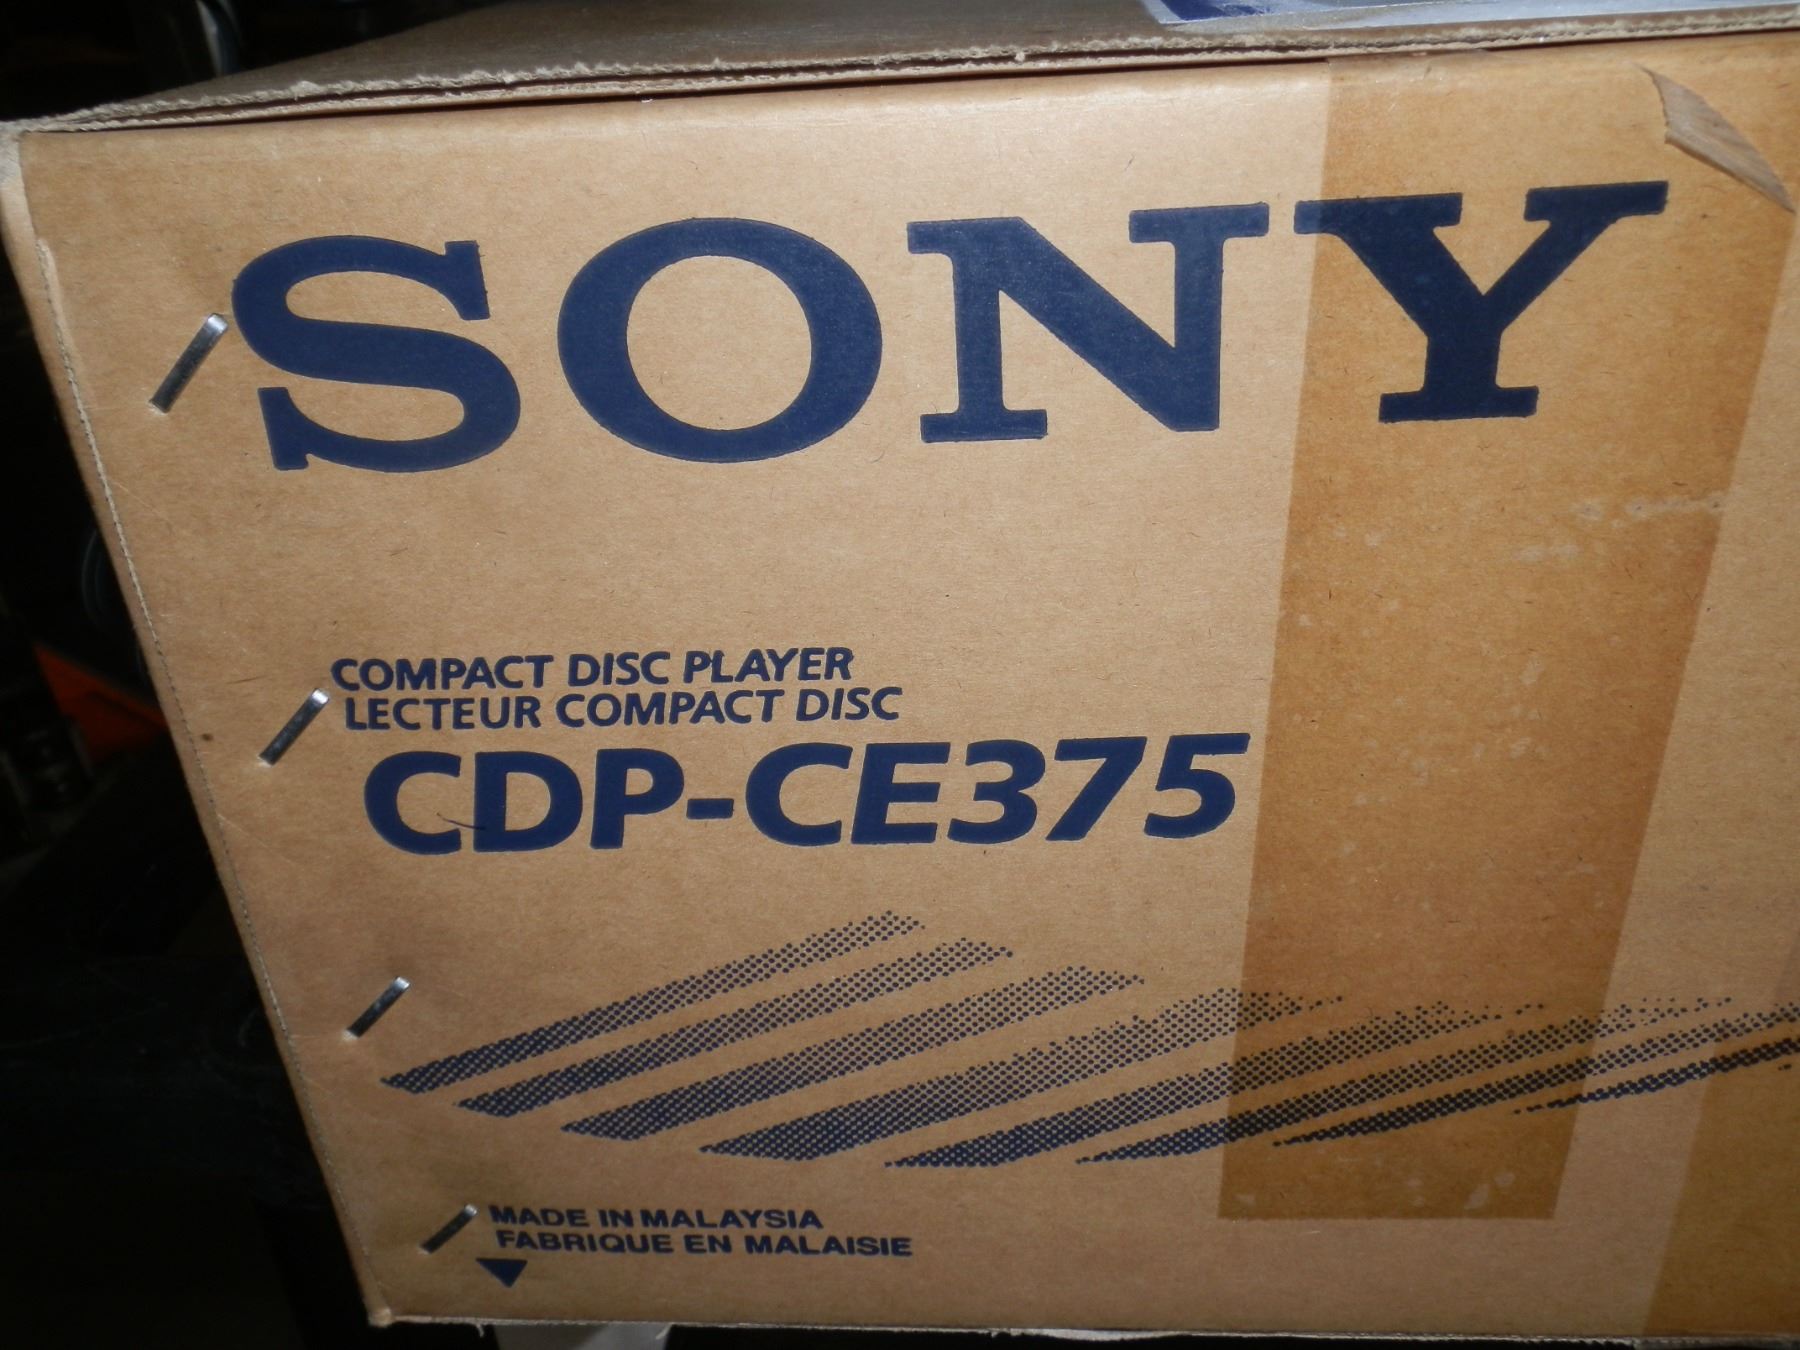 SONY
COMPACT DISC PLAYER
LECTEUR COMPACT DISC
CDP-CE375
MADE IN MALAYSIA
FABRIQUE EN MALAISIE